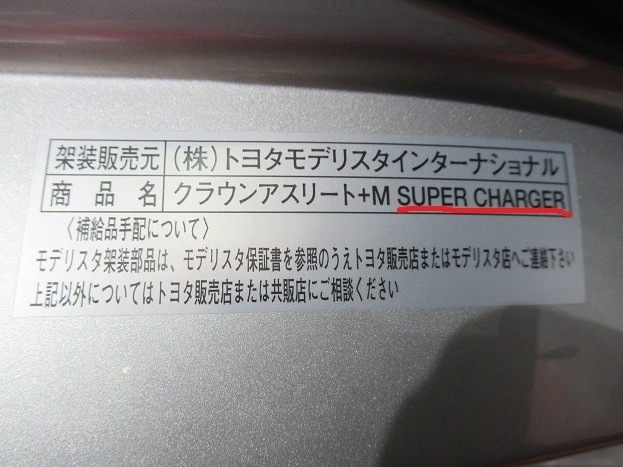 架装販売元 (株)トヨタモデリスタインターナショナル
商品名 クラウンアスリート+M SUPER CHARGER
〈補給品手配について〉
モデリスタ架装部品は、モデリスタ保証書を参照のうえトヨタ販売店またはモデリスタ店へご連絡下さい
上記以外についてはトヨタ販売店または共販店にご相談ください